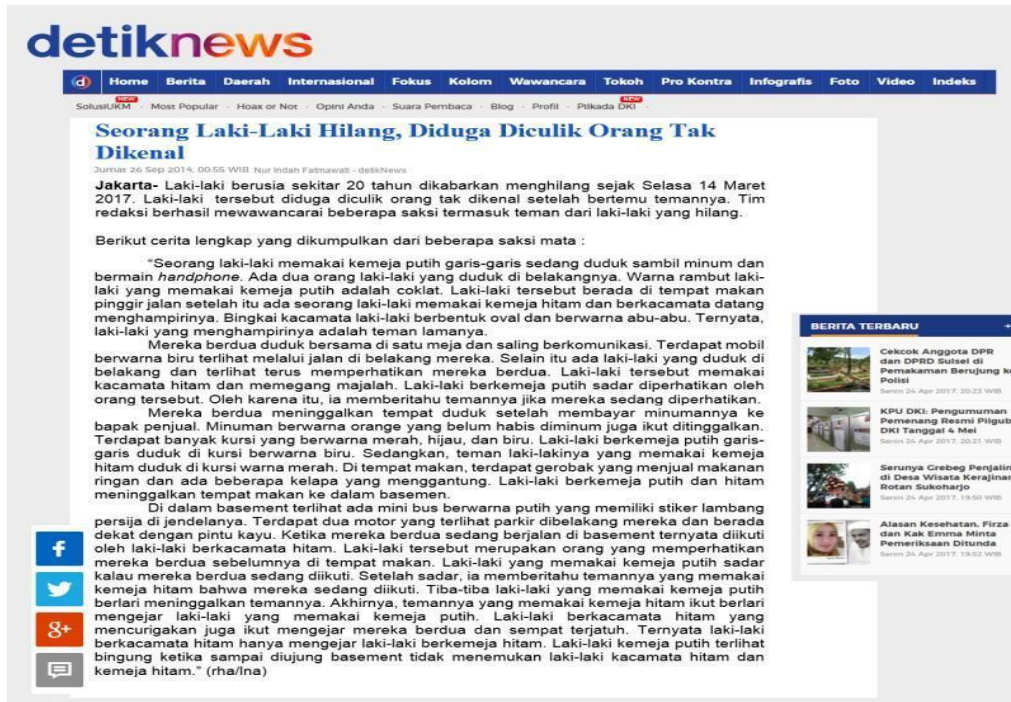 detiknews
d Home Berita Daerah Internasional Fokus Kolom Wawancara Tokoh Pro Kontra Infografis Foto Video Indeks
NEW NEW
SolusiUKM - Most Popular - Hoax or Not - Opini Anda - Suara Pembaca - Blog - Profil - Pilkada DKI -
Seorang Laki-Laki Hilang, Diduga Diculik Orang Tak
Dikenal
Jumat 26 Sep 2014, 00:55 WIB Nur Indah Fatmawati - detikNews
Jakarta- Laki-laki berusia sekitar 20 tahun dikabarkan menghilang sejak Selasa 14 Maret
2017. Laki-laki tersebut diduga diculik orang tak dikenal setelah bertemu temannya. Tim
redaksi berhasil mewawancarai beberapa saksi termasuk teman dari laki-laki yang hilang.
Berikut cerita lengkap yang dikumpulkan dari beberapa saksi mata :
"Seorang laki-laki memakai kemeja putih garis-garis sedang duduk sambil minum dan
bermain handphone. Ada dua orang laki-laki yang duduk di belakangnya. Warna rambut laki-
laki yang memakai kemeja putih adalah coklat. Laki-laki tersebut berada di tempat makan
pinggir jalan setelah itu ada seorang laki-laki memakai kemeja hitam dan berkacamata datang
menghampirinya. Bingkai kacamata laki-laki berbentuk oval dan berwarna abu-abu. Ternyata,
laki-laki yang menghampirinya adalah teman lamanya.
Mereka berdua duduk bersama di satu meja dan saling berkomunikasi. Terdapat mobil
berwarna biru terlihat melalui jalan di belakang mereka. Selain itu ada laki-laki yang duduk di
belakang dan terlihat terus memperhatikan mereka berdua. Laki-laki tersebut memakai
kacamata hitam dan memegang majalah. Laki-laki berkemeja putih sadar diperhatikan oleh
orang tersebut. Oleh karena itu, ia memberitahu temannya jika mereka sedang diperhatikan.
Mereka berdua meninggalkan tempat duduk setelah membayar minumannya ke
bapak penjual. Minuman berwarna orange yang belum habis diminum juga ikut ditinggalkan.
Terdapat banyak kursi yang berwarna merah, hijau, dan biru. Laki-laki berkemeja putih garis-
garis duduk di kursi berwarna biru. Sedangkan, teman laki-lakinya yang memakai kemeja
hitam duduk di kursi warna merah. Di tempat makan, terdapat gerobak yang menjual makanan
ringan dan ada beberapa kelapa yang menggantung. Laki-laki berkemeja putih dan hitam
meninggalkan tempat makan ke dalam basemen.
Di dalam basement terlihat ada mini bus berwarna putih yang memiliki stiker lambang
persija di jendelanya. Terdapat dua motor yang terlihat parkir dibelakang mereka dan berada
dekat dengan pintu kayu. Ketika mereka berdua sedang berjalan di basement ternyata diikuti
oleh laki-laki berkacamata hitam. Laki-laki tersebut merupakan orang yang memperhatikan
mereka berdua sebelumnya di tempat makan. Laki-laki yang memakai kemeja putih sadar
kalau mereka berdua sedang diikuti. Setelah sadar, ia memberitahu temannya yang memakai
kemeja hitam bahwa mereka sedang diikuti. Tiba-tiba laki-laki yang memakai kemeja putih
berlari meninggalkan temannya. Akhirnya, temannya yang memakai kemeja hitam ikut berlari
mengejar laki-laki yang memakai kemeja putih. Laki-laki berkacamata hitam yang
mencurigakan juga ikut mengejar mereka berdua dan sempat terjatuh. Ternyata laki-laki
berkacamata hitam hanya mengejar laki-laki berkemeja hitam. Laki-laki kemeja putih terlihat
bingung ketika sampai diujung basement tidak menemukan laki-laki kacamata hitam dan
kemeja hitam." (rha/lna)
f
8+
BERITA TERBARU +
Cekcok Anggota DPR
dan DPRD Sulsel di
Pemakaman Berujung ke
Polisi
Senin 24 Apr 2017, 20:23 WIB
KPU DKI: Pengumuman
Pemenang Resmi Pilgub
DKI Tanggal 4 Mei
Senin 24 Apr 2017, 20:21 WIB
Serunya Grebeg Penjalin
di Desa Wisata Kerajinan
Rotan Sukoharjo
Senin 24 Apr 2017, 19:50 WIB
Alasan Kesehatan, Firza
dan Kak Emma Minta
Pemeriksaan Ditunda
Senin 24 Apr 2017, 19:52 WIB